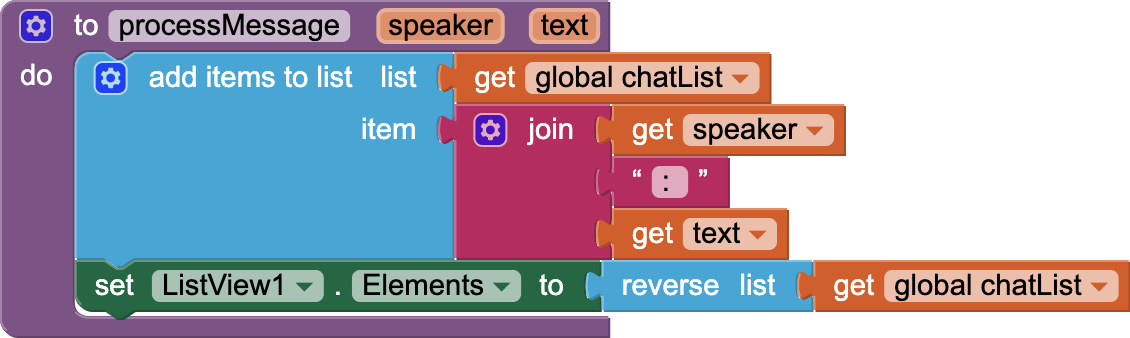 to processMessage speaker text
do add items to list list get global chatList
item join get speaker
“ : ”
get text
set ListView1 . Elements to reverse list get global chatList